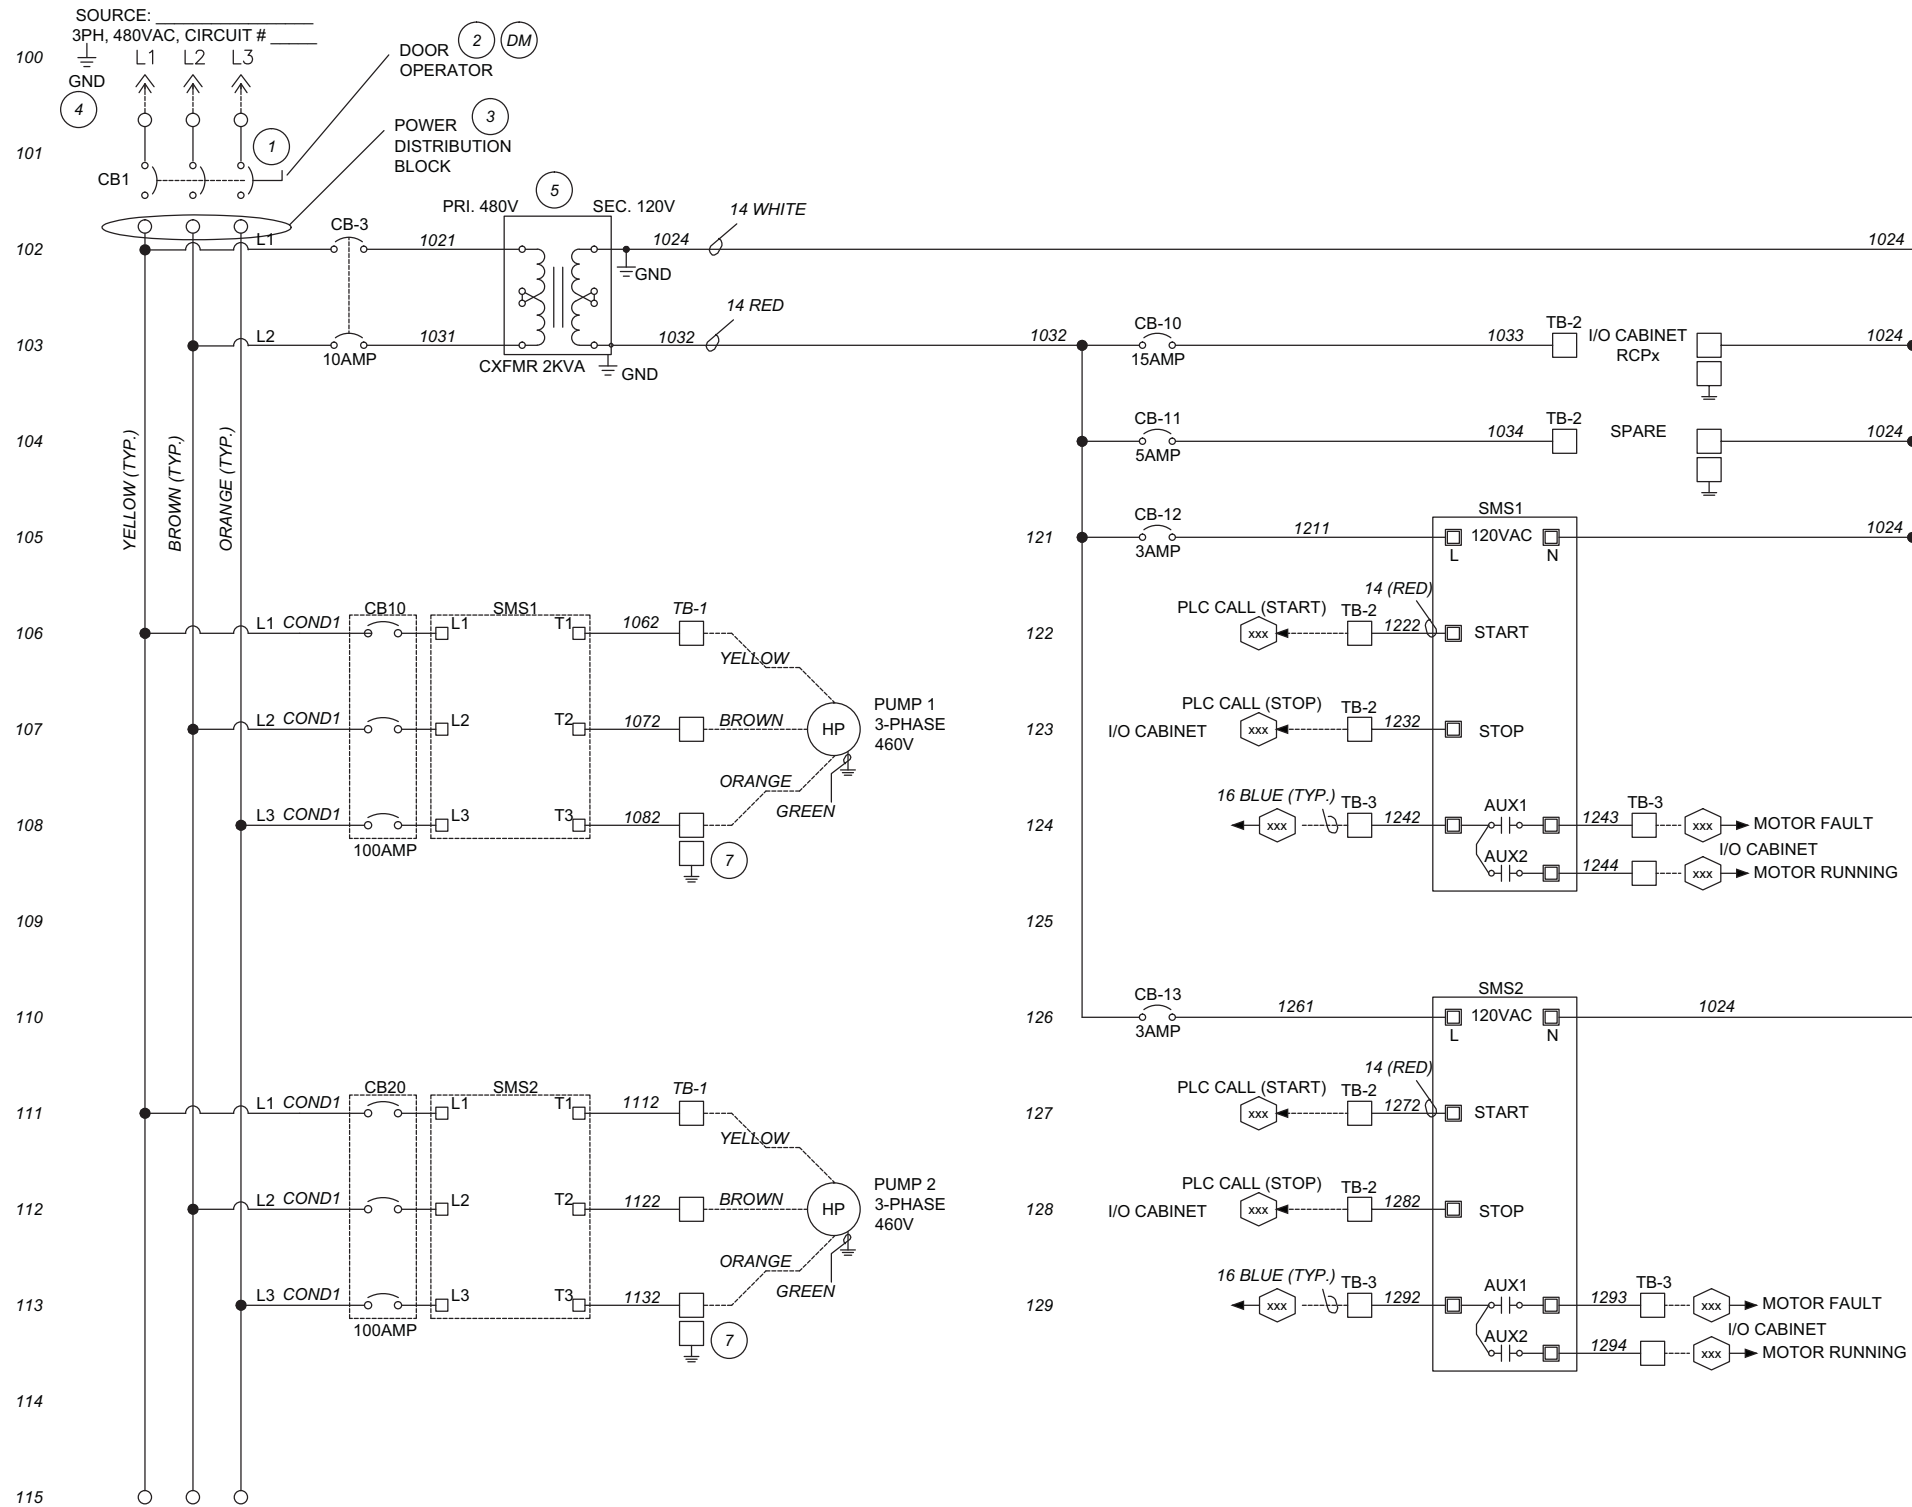 SOURCE: _________________
3PH, 480VAC, CIRCUIT # _____
100
L1
L2
L3
GND
4
DOOR
OPERATOR
2
DM
POWER
DISTRIBUTION
BLOCK
3
101
1
CB1
5
PRI. 480V
SEC. 120V
14 WHITE
102
L1
CB-3
1021
1024
GND
1024
14 RED
103
L2
10AMP
1031
CXFMR 2KVA
GND
1032
1032
CB-10
15AMP
1033
TB-2
I/O CABINET
RCPx
1024
104
YELLOW (TYP.)
BROWN (TYP.)
ORANGE (TYP.)
CB-11
5AMP
1034
TB-2
SPARE
1024
105
121
CB-12
3AMP
1211
SMS1
L
120VAC
N
1024
106
L1
COND1
CB10
SMS1
L1
T1
1062
TB-1
YELLOW
122
PLC CALL (START)
xxx
TB-2
1222
14 (RED)
START
107
L2
COND1
L2
T2
1072
BROWN
HP
PUMP 1
3-PHASE
460V
123
PLC CALL (STOP)
I/O CABINET
xxx
TB-2
1232
STOP
ORANGE
GREEN
108
L3
COND1
100AMP
L3
T3
1082
7
124
16 BLUE (TYP.)
xxx
TB-3
1242
AUX1
1243
TB-3
xxx
MOTOR FAULT
I/O CABINET
AUX2
1244
xxx
MOTOR RUNNING
109
125
110
126
CB-13
3AMP
1261
SMS2
L
120VAC
N
1024
111
L1
COND1
CB20
SMS2
L1
T1
1112
TB-1
YELLOW
127
PLC CALL (START)
xxx
TB-2
1272
14 (RED)
START
112
L2
COND1
L2
T2
1122
BROWN
HP
PUMP 2
3-PHASE
460V
128
PLC CALL (STOP)
I/O CABINET
xxx
TB-2
1282
STOP
ORANGE
GREEN
113
L3
COND1
100AMP
L3
T3
1132
7
129
16 BLUE (TYP.)
xxx
TB-3
1292
AUX1
1293
TB-3
xxx
MOTOR FAULT
I/O CABINET
AUX2
1294
xxx
MOTOR RUNNING
114
115